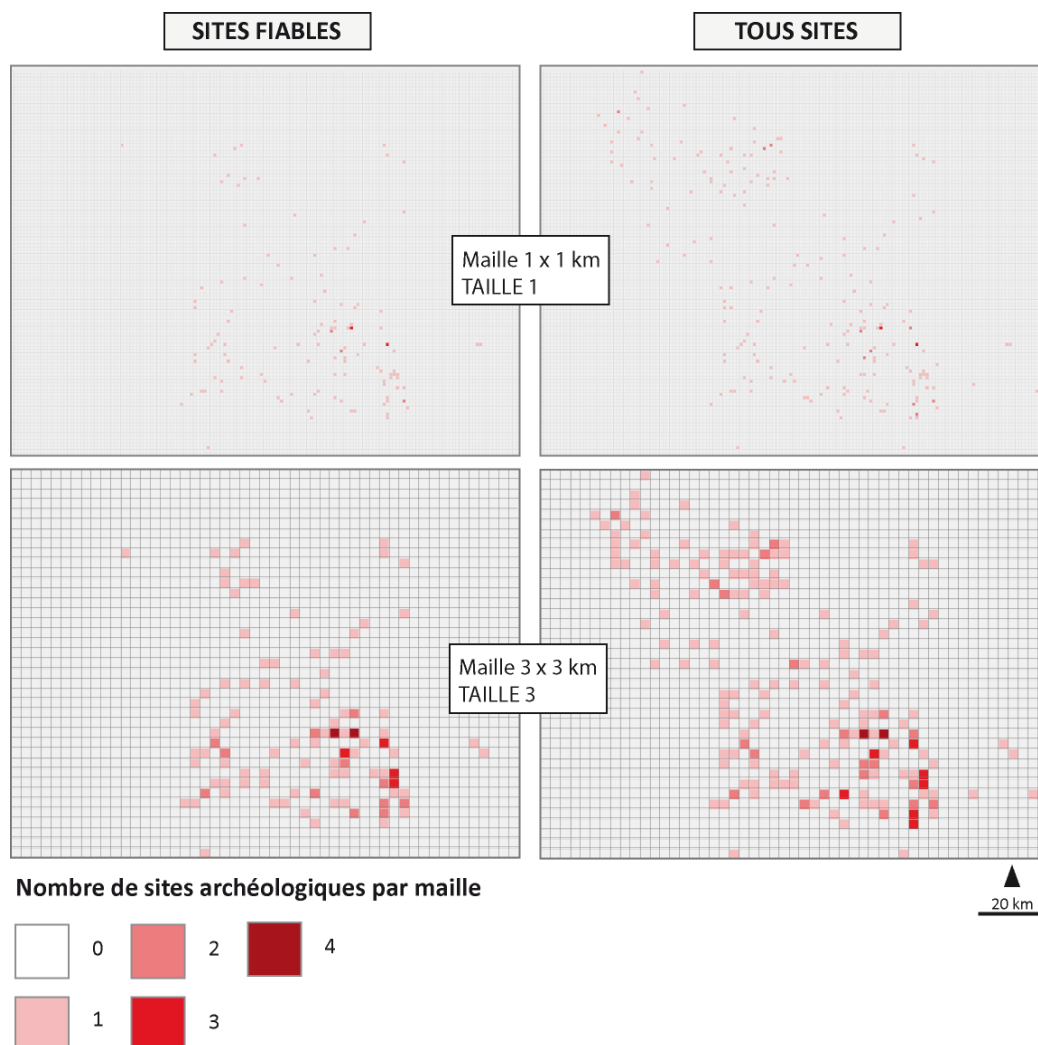 SITES FIABLES
TOUS SITES
Maille 1 x 1 km
TAILLE 1
Maille 3 x 3 km
TAILLE 3
20 km
Nombre de sites archéologiques par maille
0
2
4
1
3